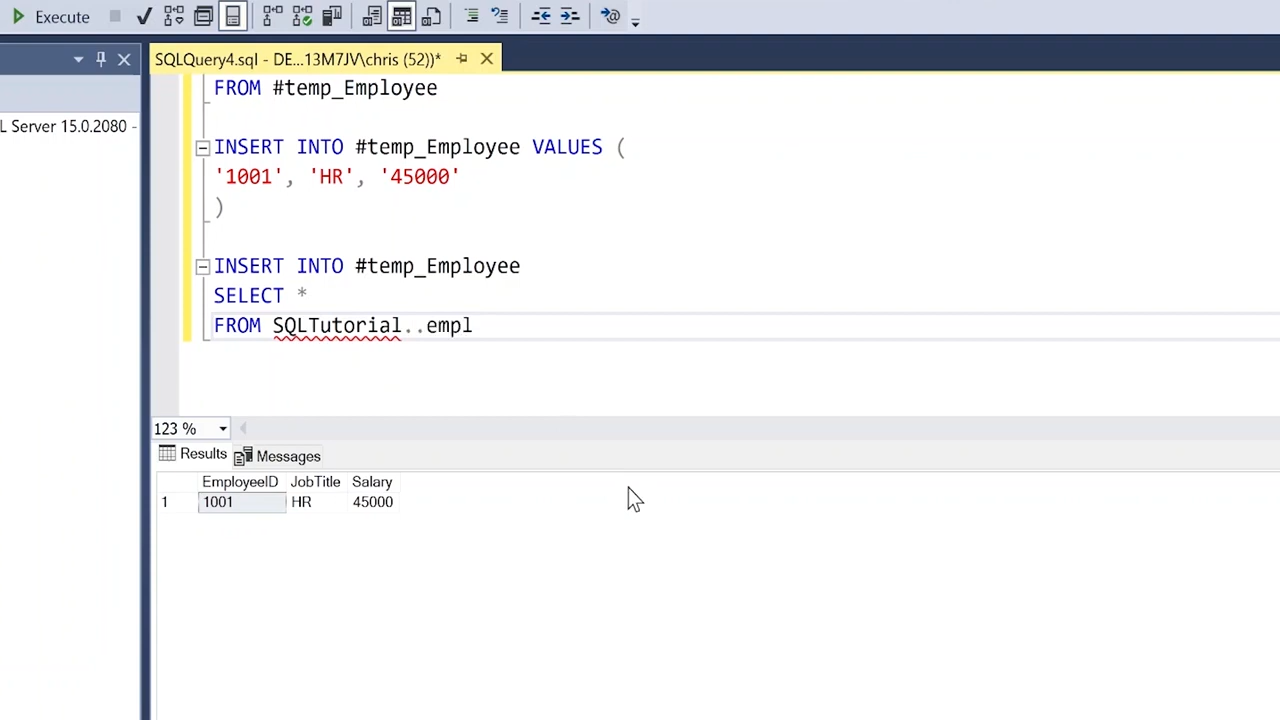 Execute
SQLQuery4.sql - DE...13M7JV\chris (52))*
L Server 15.0.2080 -
FROM #temp_Employee
INSERT INTO #temp_Employee VALUES (
'1001', 'HR', '45000'
)
INSERT INTO #temp_Employee
SELECT *
FROM SQLTutorial..empl
123 %
Results Messages
EmployeeID JobTitle Salary
1 1001 HR 45000